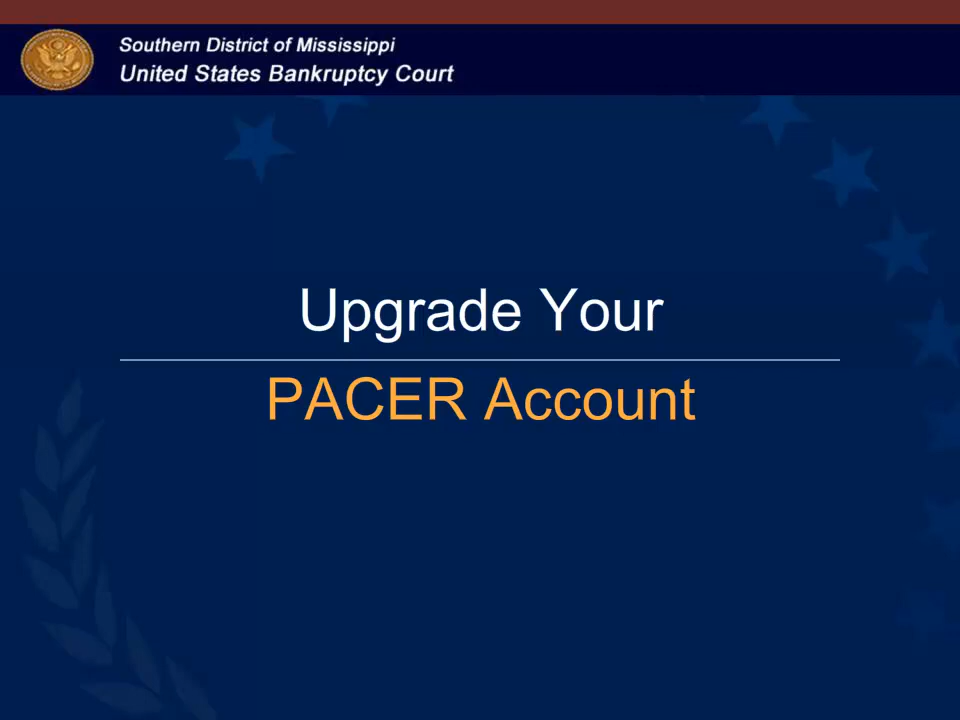 Southern District of Mississippi
United States Bankruptcy Court
Upgrade Your
PACER Account